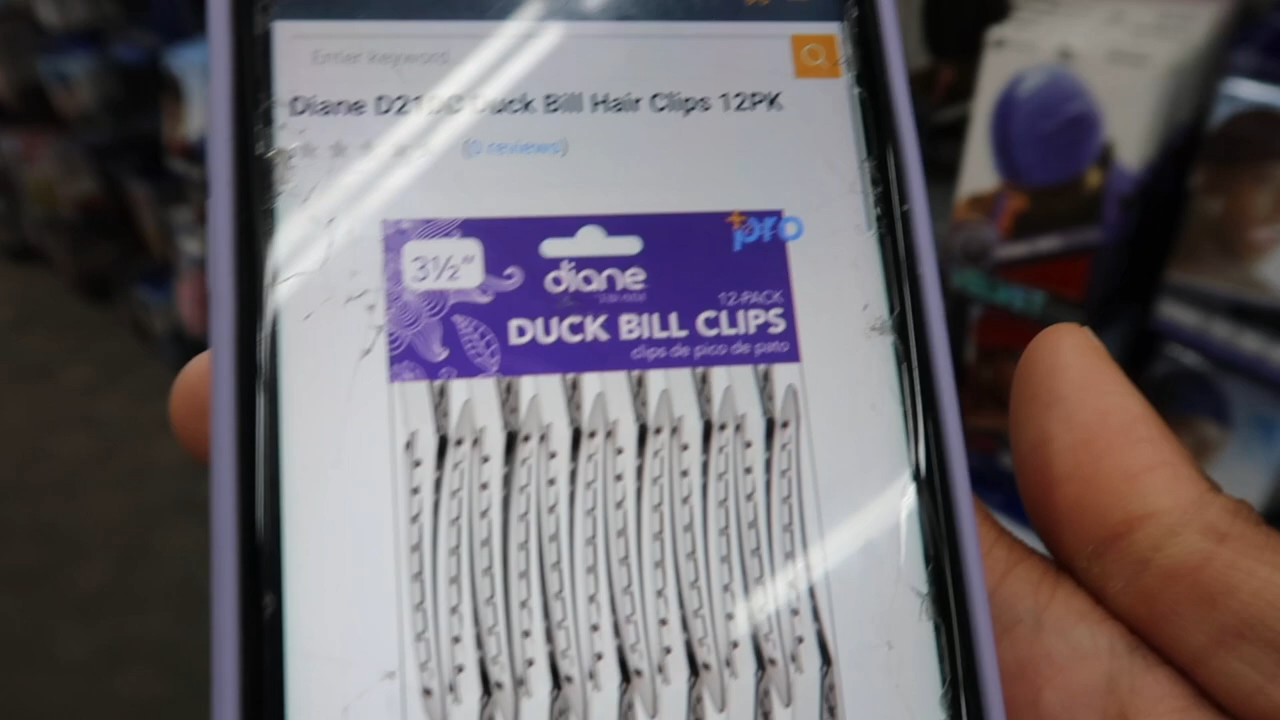 Enter keyword
Diane Duck Bill Hair Clips 12PK
(0 reviews)
pro
3½"
diane
12-PACK
DUCK BILL CLIPS
clips de pico de pato